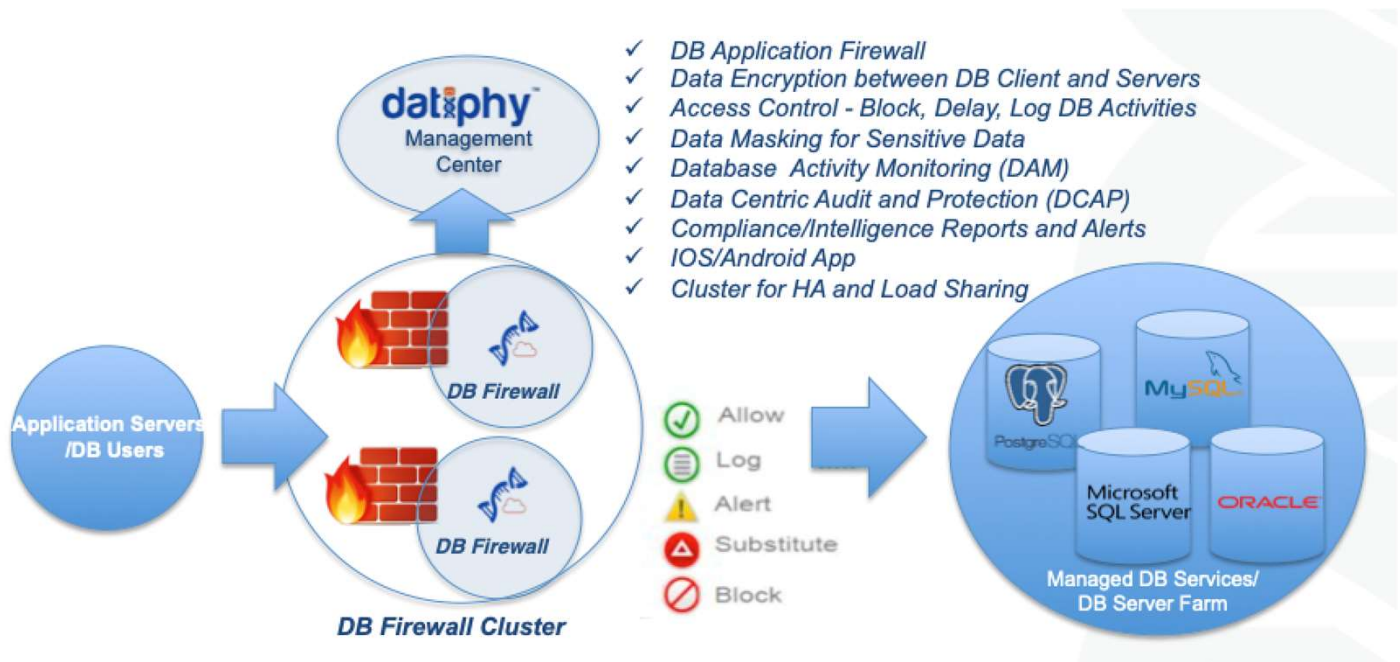 datiphy™
Management
Center
✓ DB Application Firewall
✓ Data Encryption between DB Client and Servers
✓ Access Control - Block, Delay, Log DB Activities
✓ Data Masking for Sensitive Data
✓ Database Activity Monitoring (DAM)
✓ Data Centric Audit and Protection (DCAP)
✓ Compliance/Intelligence Reports and Alerts
✓ IOS/Android App
✓ Cluster for HA and Load Sharing
Application Servers
/DB Users
DB Firewall
DB Firewall
DB Firewall Cluster
Allow
Log
Alert
Substitute
Block
PostgreSQL
MySQL
Microsoft
SQL Server
ORACLE
Managed DB Services/
DB Server Farm